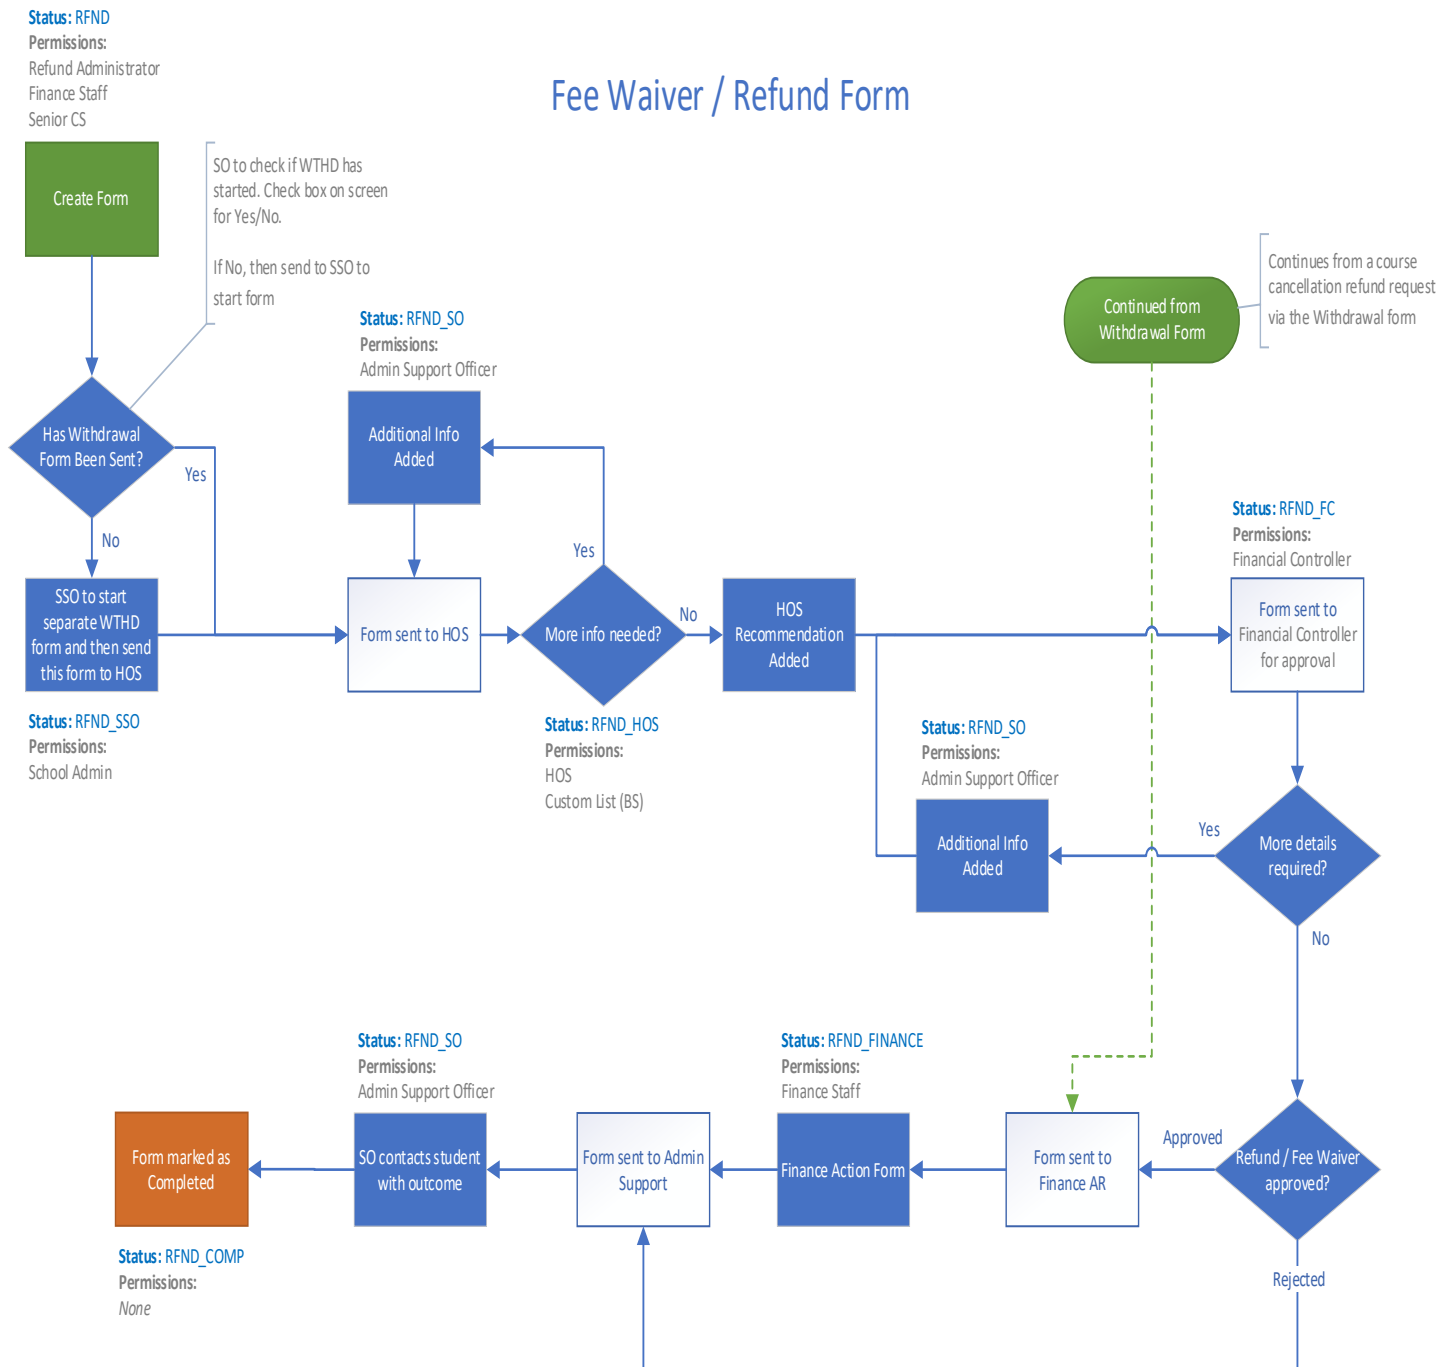 Status: RFND
Permissions:
Refund Administrator
Finance Staff
Senior CS
Fee Waiver / Refund Form
Create Form
SO to check if WTHD has
started. Check box on screen
for Yes/No.
If No, then send to SSO to
start form
Continues from a course
cancellation refund request
via the Withdrawal form
Continued from
Withdrawal Form
Status: RFND_SO
Permissions:
Admin Support Officer
Additional Info
Added
Has Withdrawal
Form Been Sent?
Yes
No
SSO to start
separate WTHD
form and then send
this form to HOS
Status: RFND_SSO
Permissions:
School Admin
Form sent to HOS
Yes
More info needed?
No
Status: RFND_HOS
Permissions:
HOS
Custom List (BS)
HOS
Recommendation
Added
Status: RFND_FC
Permissions:
Financial Controller
Form sent to
Financial Controller
for approval
Status: RFND_SO
Permissions:
Admin Support Officer
Additional Info
Added
Yes
More details
required?
No
Refund / Fee Waiver
approved?
Approved
Rejected
Form sent to
Finance AR
Status: RFND_FINANCE
Permissions:
Finance Staff
Finance Action Form
Form sent to Admin
Support
Status: RFND_SO
Permissions:
Admin Support Officer
SO contacts student
with outcome
Form marked as
Completed
Status: RFND_COMP
Permissions:
None